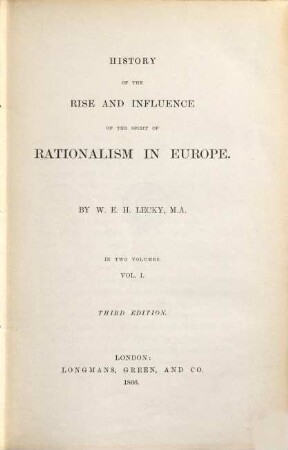 HISTORY
OF THE
RISE AND INFLUENCE
OF THE SPIRIT OF
RATIONALISM IN EUROPE.
BY W. E. H. LECKY, M.A.
IN TWO VOLUMES.
VOL. I.
THIRD EDITION.
LONDON:
LONGMANS, GREEN, AND CO.
1866.